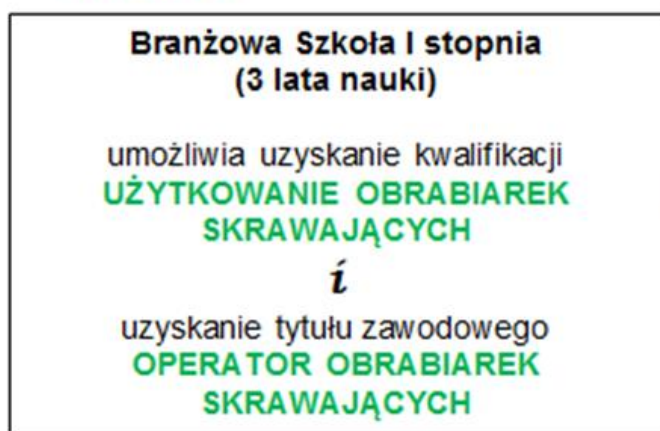 Branżowa Szkoła I stopnia
(3 lata nauki)
umożliwia uzyskanie kwalifikacji
UŻYTKOWANIE OBRABIAREK
SKRAWAJĄCYCH
i
uzyskanie tytułu zawodowego
OPERATOR OBRABIAREK
SKRAWAJĄCYCH